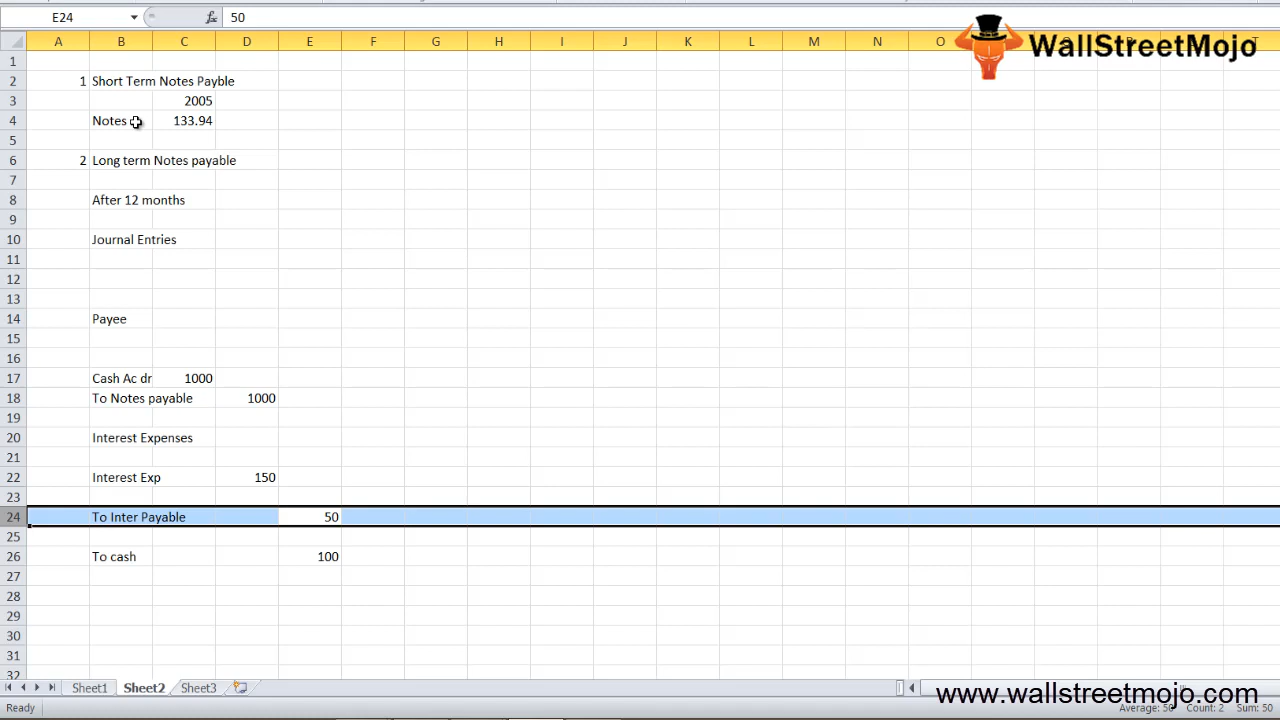 E24 fx 50
WallStreetMojo
A B C D E F G H I J K L M N O T
1
2 1 Short Term Notes Payble
3 2005
4 Notes 133.94
5
6 2 Long term Notes payable
7
8 After 12 months
9
10 Journal Entries
11
12
13
14 Payee
15
16
17 Cash Ac dr 1000
18 To Notes payable 1000
19
20 Interest Expenses
21
22 Interest Exp 150
23
24 To Inter Payable 50
25
26 To cash 100
27
28
29
30
31
32
Sheet1 Sheet2 Sheet3
www.wallstreetmojo.com
Ready Average: 50 Count: 2 Sum: 50